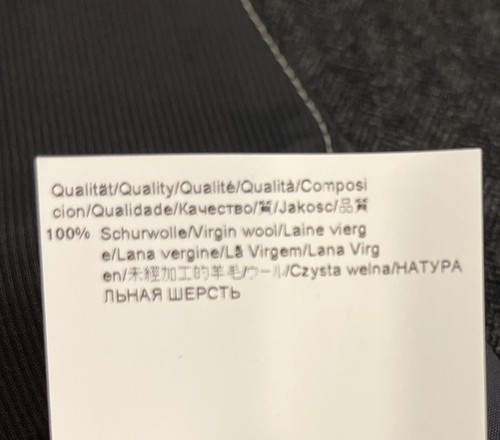 Qualität/Quality/Qualité/Qualità/Composi
cion/Qualidade/Качество/質/Jakosc/品質
100% Schurwolle/Virgin wool/Laine vierg
e/Lana vergine/Lã Virgem/Lana Virg
en/未經加工的羊毛/ウール/Czysta welna/НАТУРА
ЛЬНАЯ ШЕРСТЬ